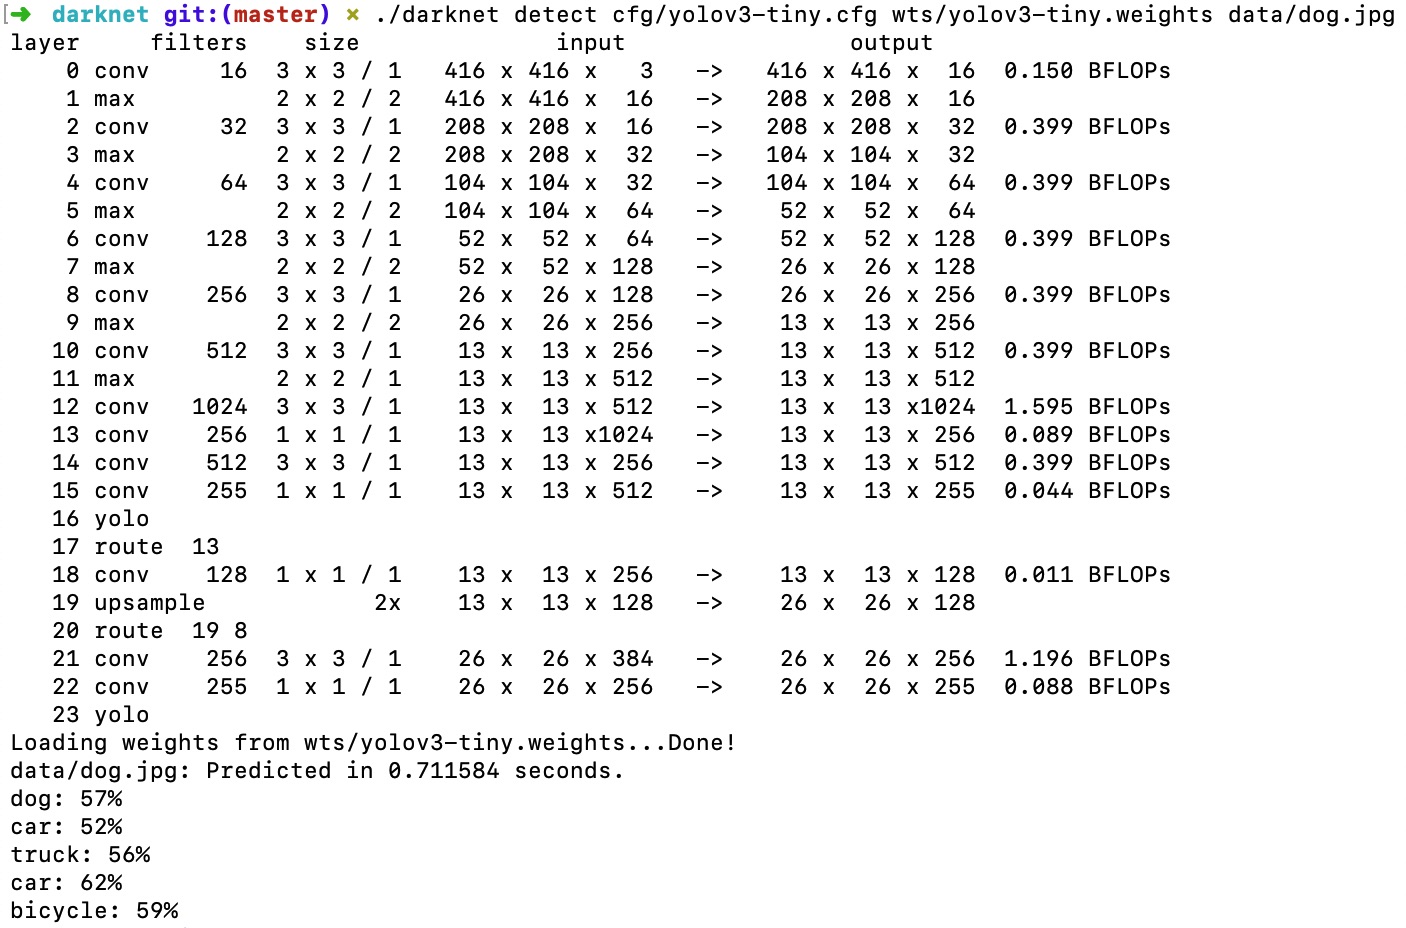 [➜  darknet git:(master) × ./darknet detect cfg/yolov3-tiny.cfg wts/yolov3-tiny.weights data/dog.jpg
layer     filters    size              input                output
    0 conv     16  3 x 3 / 1   416 x 416 x   3   ->   416 x 416 x  16  0.150 BFLOPs
    1 max          2 x 2 / 2   416 x 416 x  16   ->   208 x 208 x  16
    2 conv     32  3 x 3 / 1   208 x 208 x  16   ->   208 x 208 x  32  0.399 BFLOPs
    3 max          2 x 2 / 2   208 x 208 x  32   ->   104 x 104 x  32
    4 conv     64  3 x 3 / 1   104 x 104 x  32   ->   104 x 104 x  64  0.399 BFLOPs
    5 max          2 x 2 / 2   104 x 104 x  64   ->    52 x  52 x  64
    6 conv    128  3 x 3 / 1    52 x  52 x  64   ->    52 x  52 x 128  0.399 BFLOPs
    7 max          2 x 2 / 2    52 x  52 x 128   ->    26 x  26 x 128
    8 conv    256  3 x 3 / 1    26 x  26 x 128   ->    26 x  26 x 256  0.399 BFLOPs
    9 max          2 x 2 / 2    26 x  26 x 256   ->    13 x  13 x 256
   10 conv    512  3 x 3 / 1    13 x  13 x 256   ->    13 x  13 x 512  0.399 BFLOPs
   11 max          2 x 2 / 1    13 x  13 x 512   ->    13 x  13 x 512
   12 conv   1024  3 x 3 / 1    13 x  13 x 512   ->    13 x  13 x1024  1.595 BFLOPs
   13 conv    256  1 x 1 / 1    13 x  13 x1024   ->    13 x  13 x 256  0.089 BFLOPs
   14 conv    512  3 x 3 / 1    13 x  13 x 256   ->    13 x  13 x 512  0.399 BFLOPs
   15 conv    255  1 x 1 / 1    13 x  13 x 512   ->    13 x  13 x 255  0.044 BFLOPs
   16 yolo
   17 route  13
   18 conv    128  1 x 1 / 1    13 x  13 x 256   ->    13 x  13 x 128  0.011 BFLOPs
   19 upsample            2x    13 x  13 x 128   ->    26 x  26 x 128
   20 route  19 8
   21 conv    256  3 x 3 / 1    26 x  26 x 384   ->    26 x  26 x 256  1.196 BFLOPs
   22 conv    255  1 x 1 / 1    26 x  26 x 256   ->    26 x  26 x 255  0.088 BFLOPs
   23 yolo
Loading weights from wts/yolov3-tiny.weights...Done!
data/dog.jpg: Predicted in 0.711584 seconds.
dog: 57%
car: 52%
truck: 56%
car: 62%
bicycle: 59%